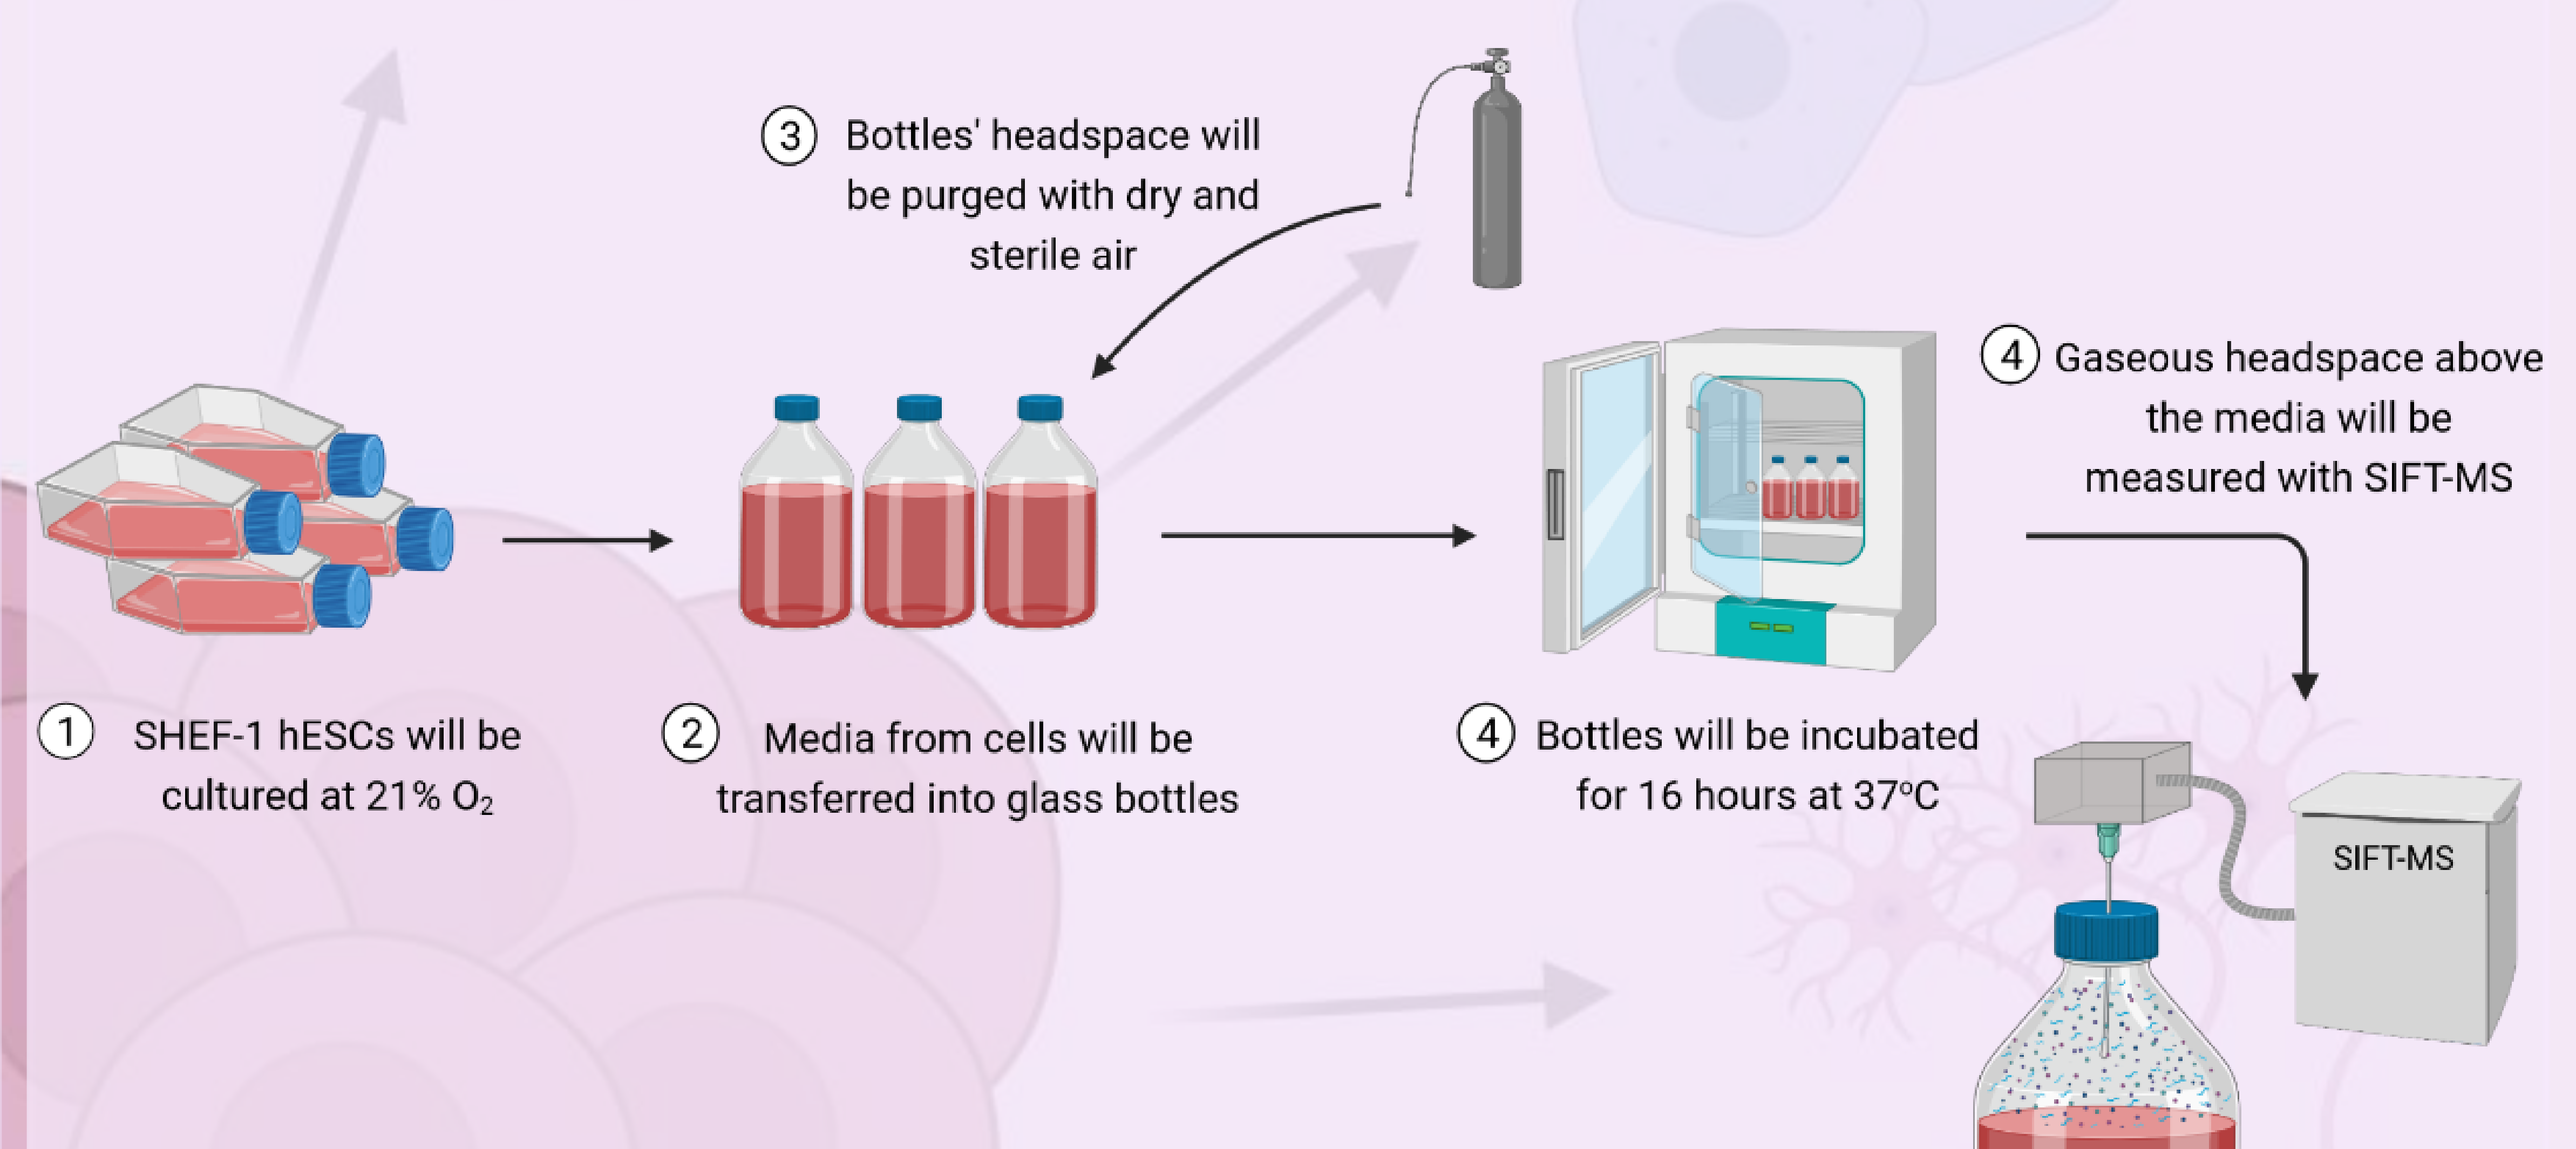 1
SHEF-1 hESCs will be
cultured at 21% O₂
2
Media from cells will be
transferred into glass bottles
3
Bottles' headspace will
be purged with dry and
sterile air
4
Bottles will be incubated
for 16 hours at 37ºC
4
Gaseous headspace above
the media will be
measured with SIFT-MS
SIFT-MS